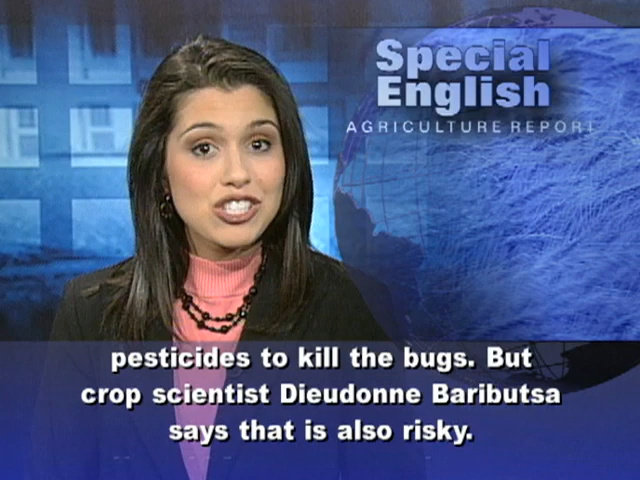 Special
English
AGRICULTURE REPORT
pesticides to kill the bugs. But
crop scientist Dieudonne Baributsa
says that is also risky.